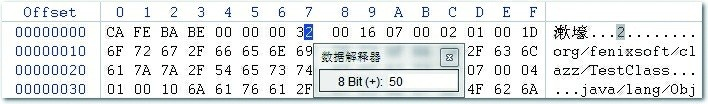 Offset 0 1 2 3 4 5 6 7 8 9 A B C D E F
00000000 CA FE BA BE 00 00 00 32 00 16 07 00 02 01 00 1D 漱壕...2........
00000010 6F 72 67 2F 66 65 6E 69 2F 63 6C org/fenixsoft/cl
00000020 61 7A 7A 2F 54 65 73 74 07 00 04 azz/TestClass...
00000030 01 00 10 6A 61 76 61 2F 4F 62 6A ...java/lang/Obj
数据解释器
8 Bit (+): 50